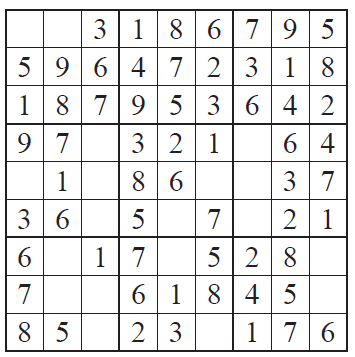 3 1 8 6 7 9 5
5 9 6 4 7 2 3 1 8
1 8 7 9 5 3 6 4 2
9 7 3 2 1 6 4
1 8 6 3 7
3 6 5 7 2 1
6 1 7 5 2 8
7 6 1 8 4 5
8 5 2 3 1 7 6